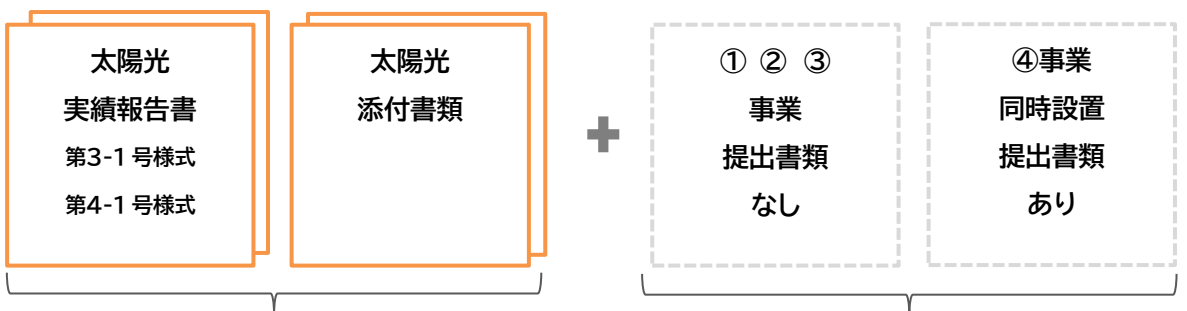 太陽光
実績報告書
第3-1号様式
第4-1号様式
太陽光
添付書類
① ② ③
事業
提出書類
なし
④事業
同時設置
提出書類
あり